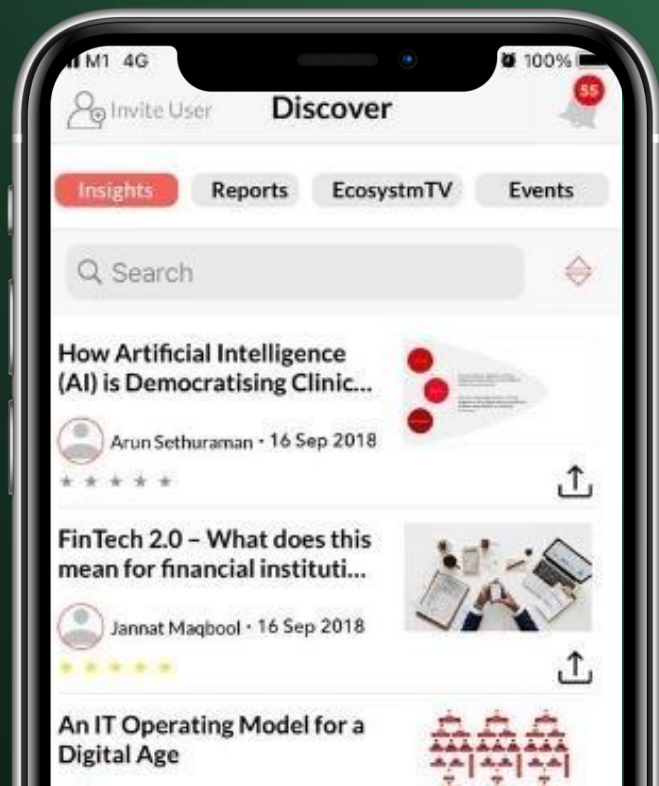 M1 4G
100%
Invite User
Discover
55
Insights
Reports
EcosystmTV
Events
Search
How Artificial Intelligence
(AI) is Democratising Clinic...
Arun Sethuraman · 16 Sep 2018
FinTech 2.0 – What does this
mean for financial instituti...
Jannat Maqbool · 16 Sep 2018
An IT Operating Model for a
Digital Age